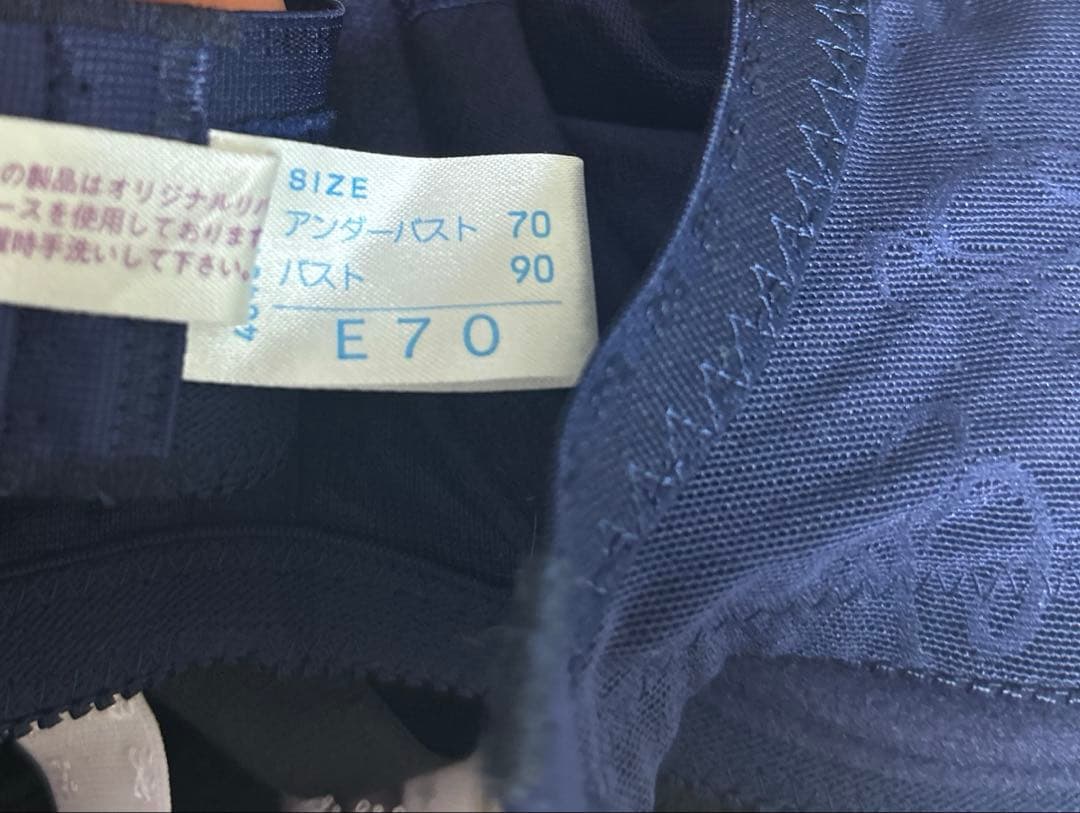 の製品はオリジナルリバ
ースを使用しております
時手洗いして下さい。
SIZE
アンダーバスト 70
バスト 90
E70